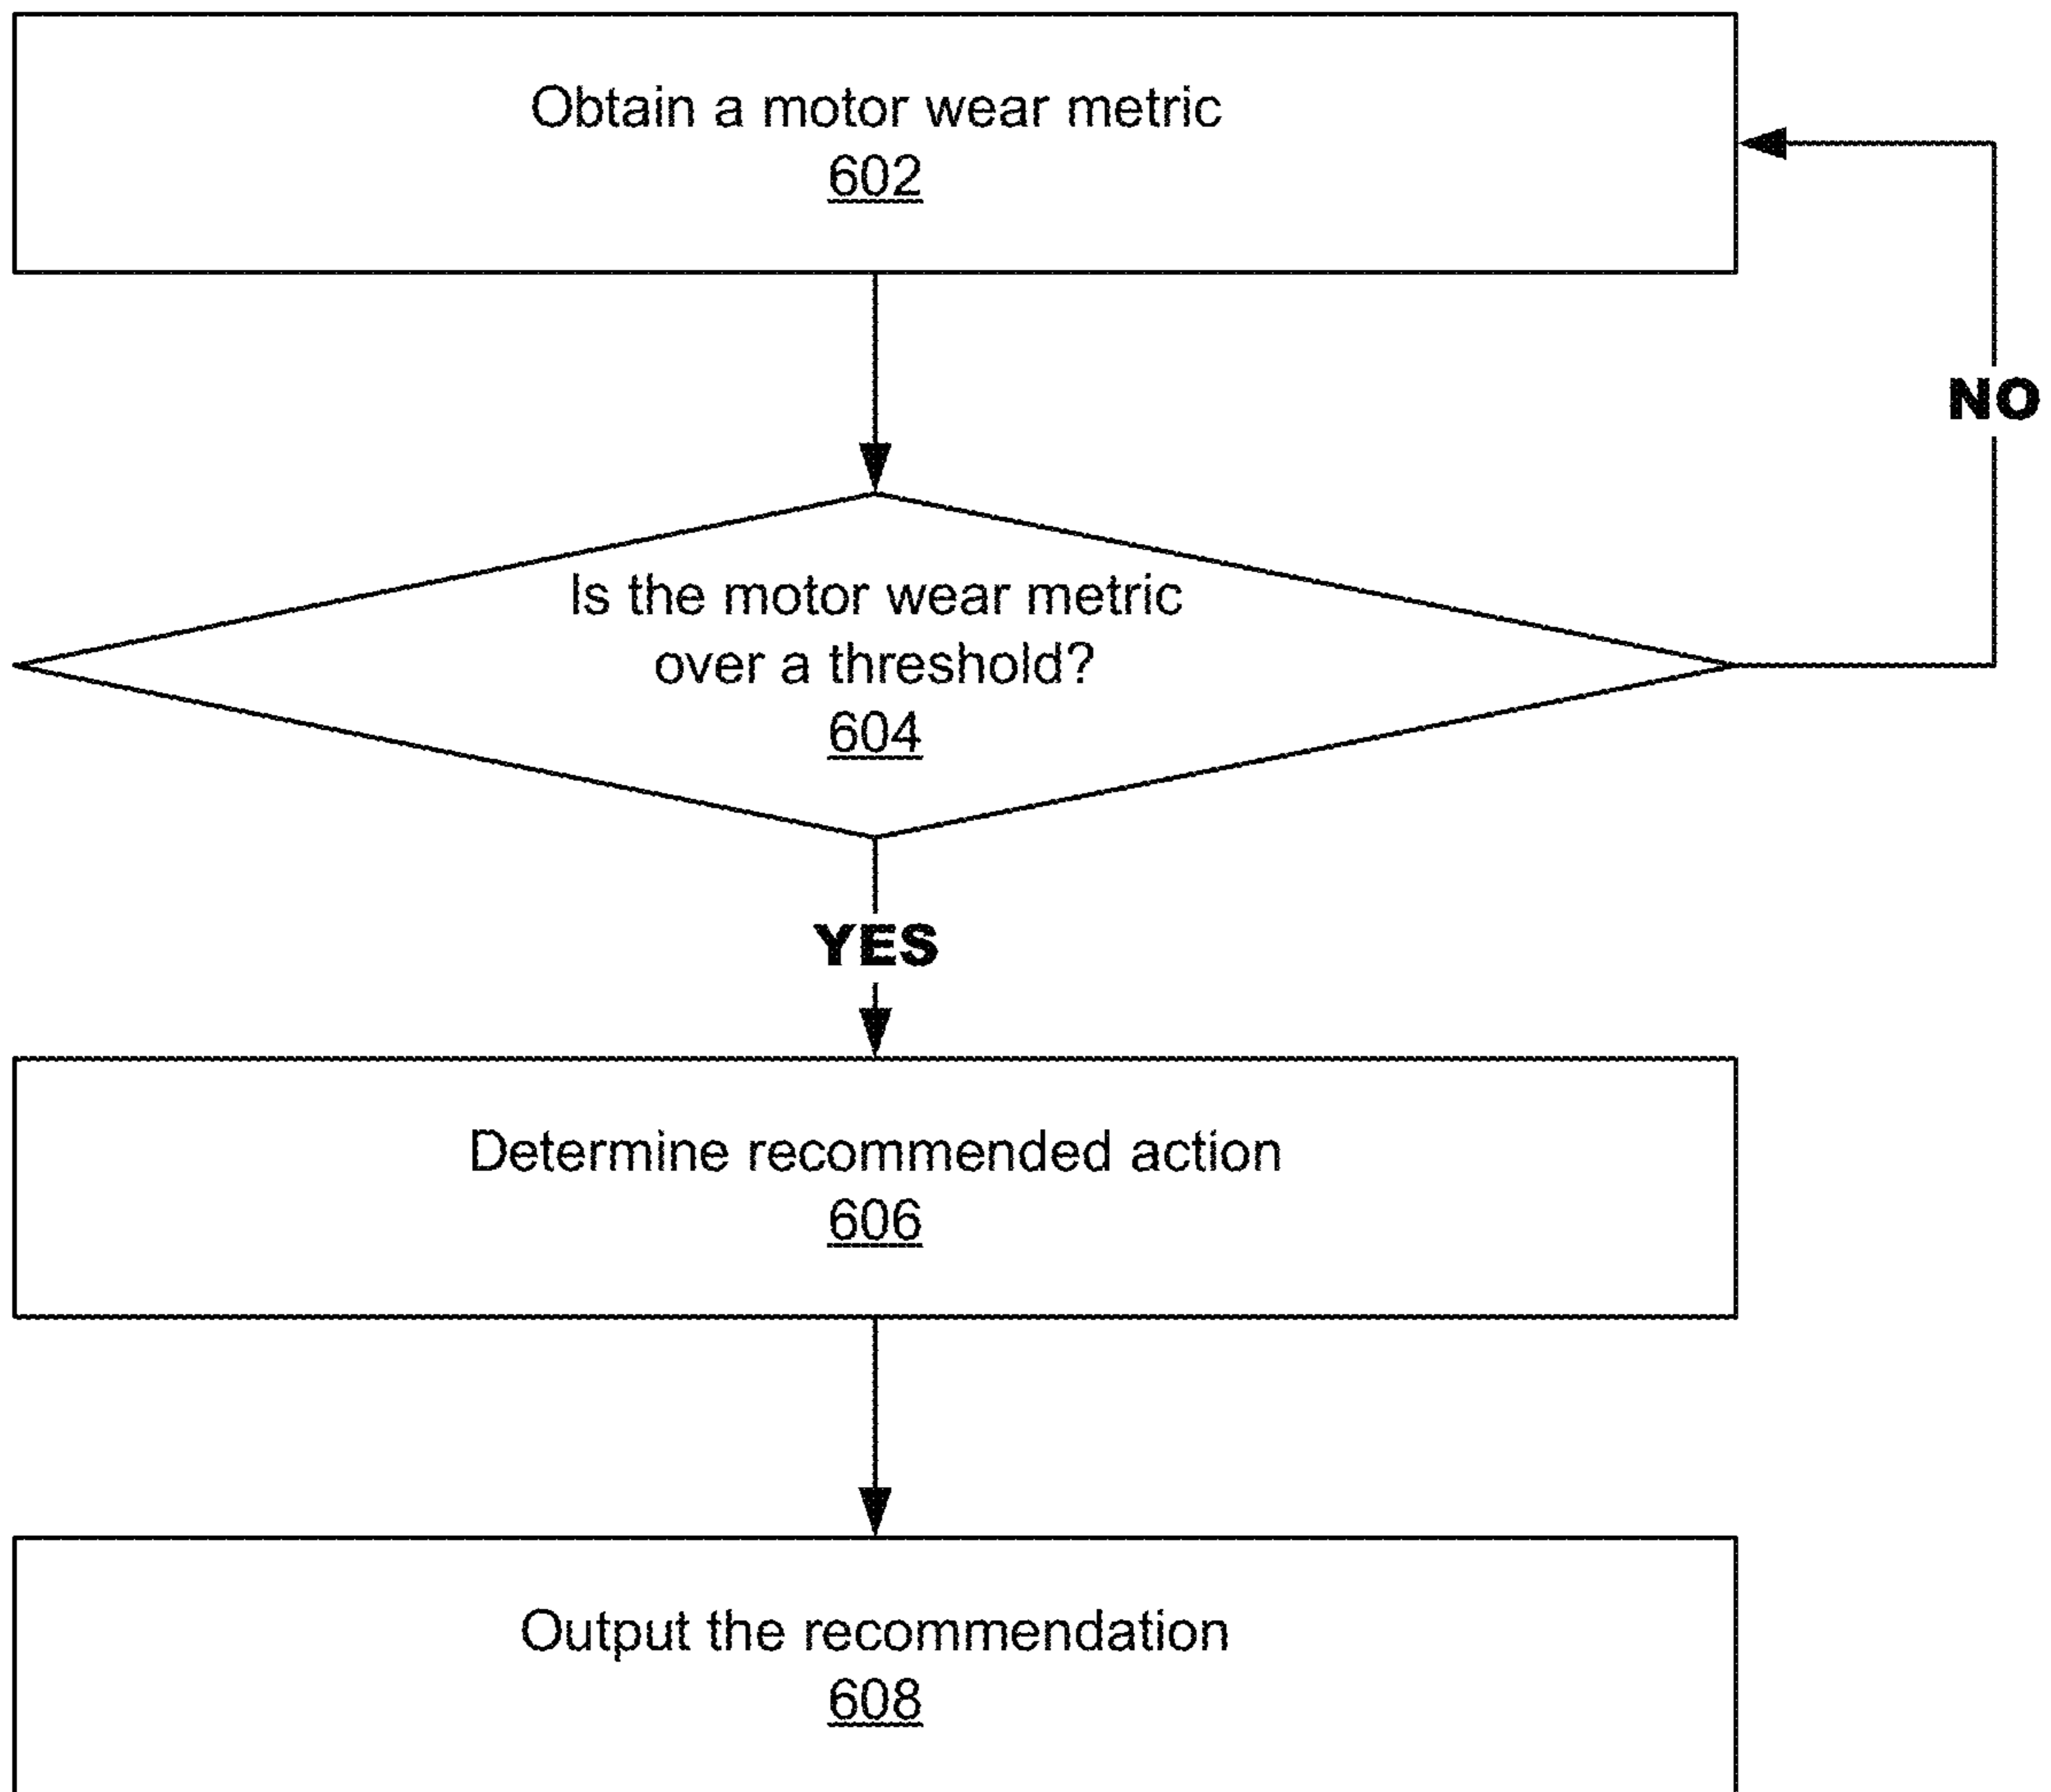 Obtain a motor wear metric
602
NO
Is the motor wear metric
over a threshold?
604
YES
Determine recommended action
606
Output the recommendation
608